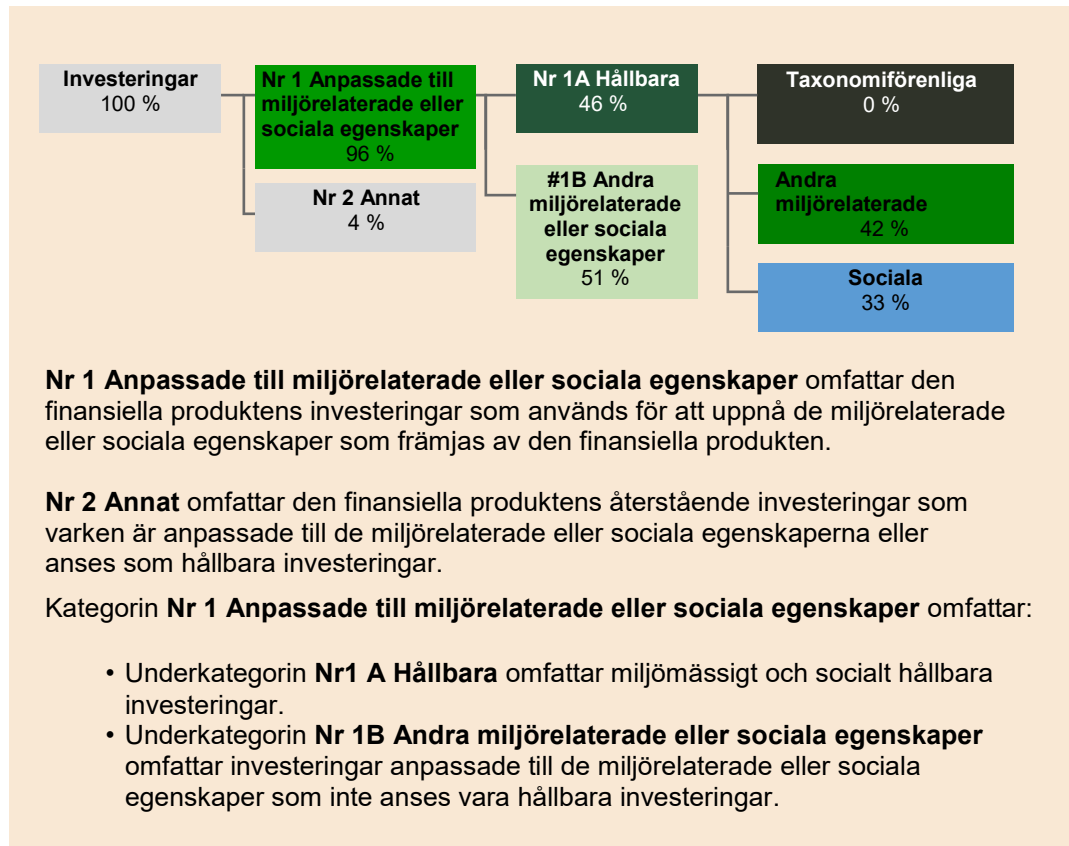 Investeringar
100 %
Nr 1 Anpassade till
miljörelaterade eller
sociala egenskaper
96 %
Nr 2 Annat
4 %
Nr 1A Hållbara
46 %
#1B Andra
miljörelaterade
eller sociala
egenskaper
51 %
Taxonomiförenliga
0 %
Andra
miljörelaterade
42 %
Sociala
33 %
Nr 1 Anpassade till miljörelaterade eller sociala egenskaper omfattar den
finansiella produktens investeringar som används för att uppnå de miljörelaterade
eller sociala egenskaper som främjas av den finansiella produkten.
Nr 2 Annat omfattar den finansiella produktens återstående investeringar som
varken är anpassade till de miljörelaterade eller sociala egenskaperna eller
anses som hållbara investeringar.
Kategorin Nr 1 Anpassade till miljörelaterade eller sociala egenskaper omfattar:
• Underkategorin Nr1 A Hållbara omfattar miljömässigt och socialt hållbara
investeringar.
• Underkategorin Nr 1B Andra miljörelaterade eller sociala egenskaper
omfattar investeringar anpassade till de miljörelaterade eller sociala
egenskaper som inte anses vara hållbara investeringar.